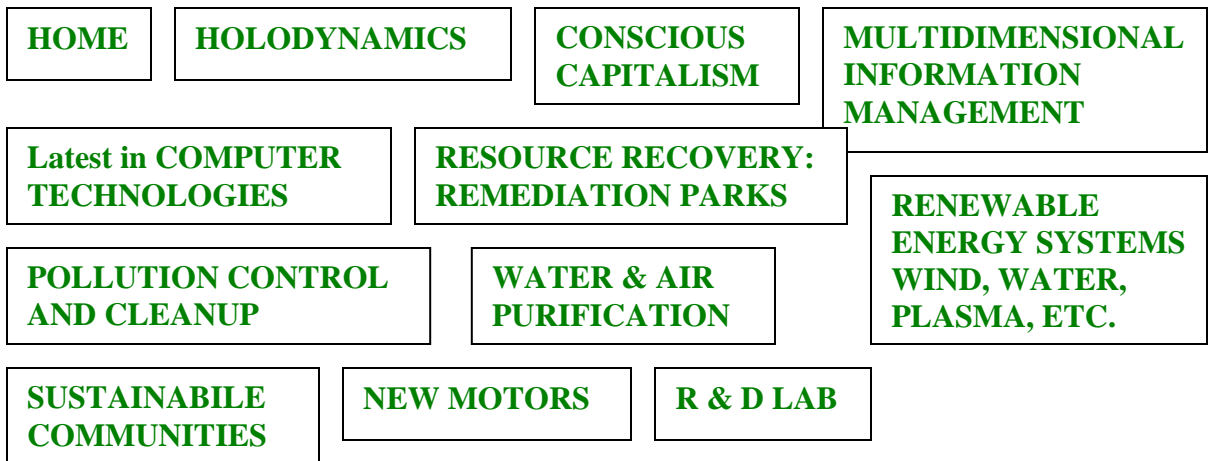 HOME
HOLODYNAMICS
CONSCIOUS
CAPITALISM
MULTIDIMENSIONAL
INFORMATION
MANAGEMENT
Latest in COMPUTER
TECHNOLOGIES
RESOURCE RECOVERY:
REMEDIATION PARKS
RENEWABLE
ENERGY SYSTEMS
WIND, WATER,
PLASMA, ETC.
POLLUTION CONTROL
AND CLEANUP
WATER & AIR
PURIFICATION
SUSTAINABILE
COMMUNITIES
NEW MOTORS
R & D LAB